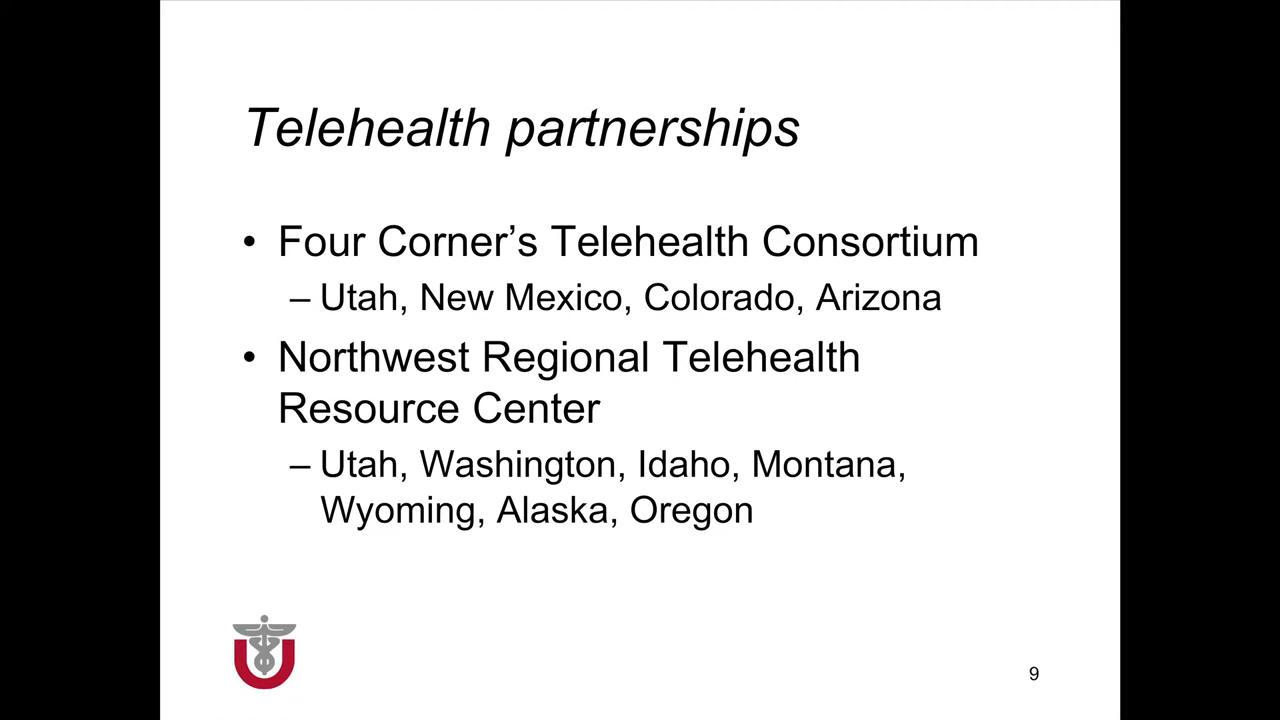 Telehealth partnerships
• Four Corner’s Telehealth Consortium
– Utah, New Mexico, Colorado, Arizona
• Northwest Regional Telehealth
Resource Center
– Utah, Washington, Idaho, Montana,
Wyoming, Alaska, Oregon
9